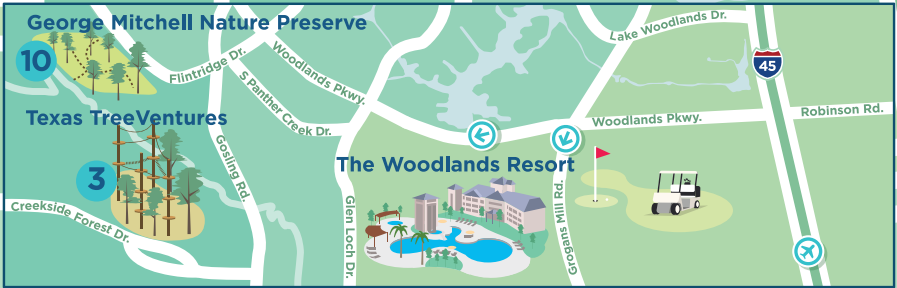 George Mitchell Nature Preserve
10
Flintridge Dr.
Woodlands Pkwy.
S Panther Creek Dr.
Lake Woodlands Dr.
45
Robinson Rd.
Woodlands Pkwy.
Texas TreeVentures
3
Gosling Rd.
The Woodlands Resort
Creekside Forest Dr.
Glen Loch Dr.
Grogans Mill Rd.